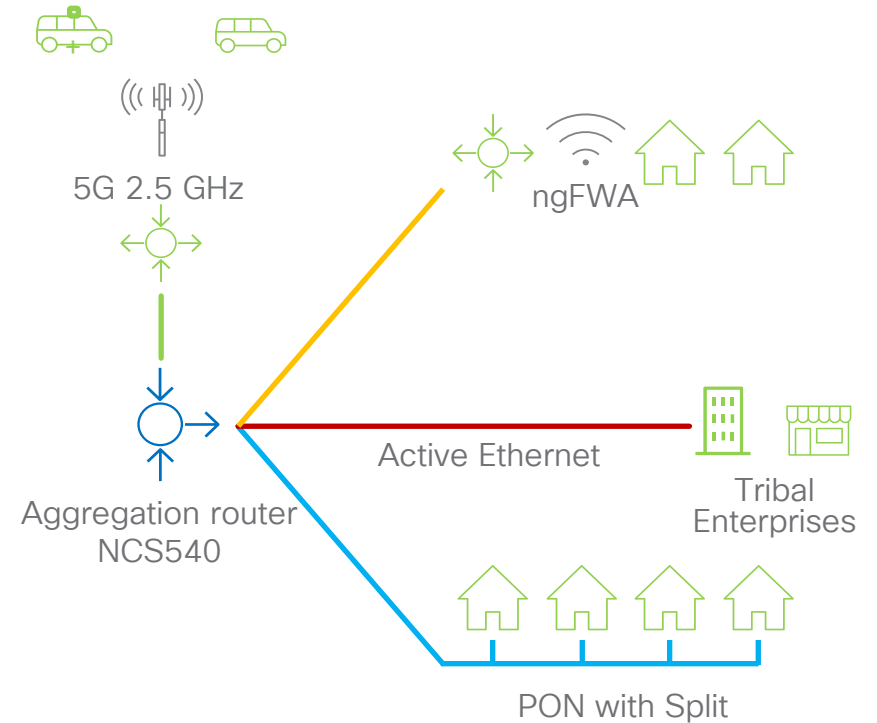 5G 2.5 GHz
ngFWA
Active Ethernet
Tribal
Enterprises
Aggregation router
NCS540
PON with Split